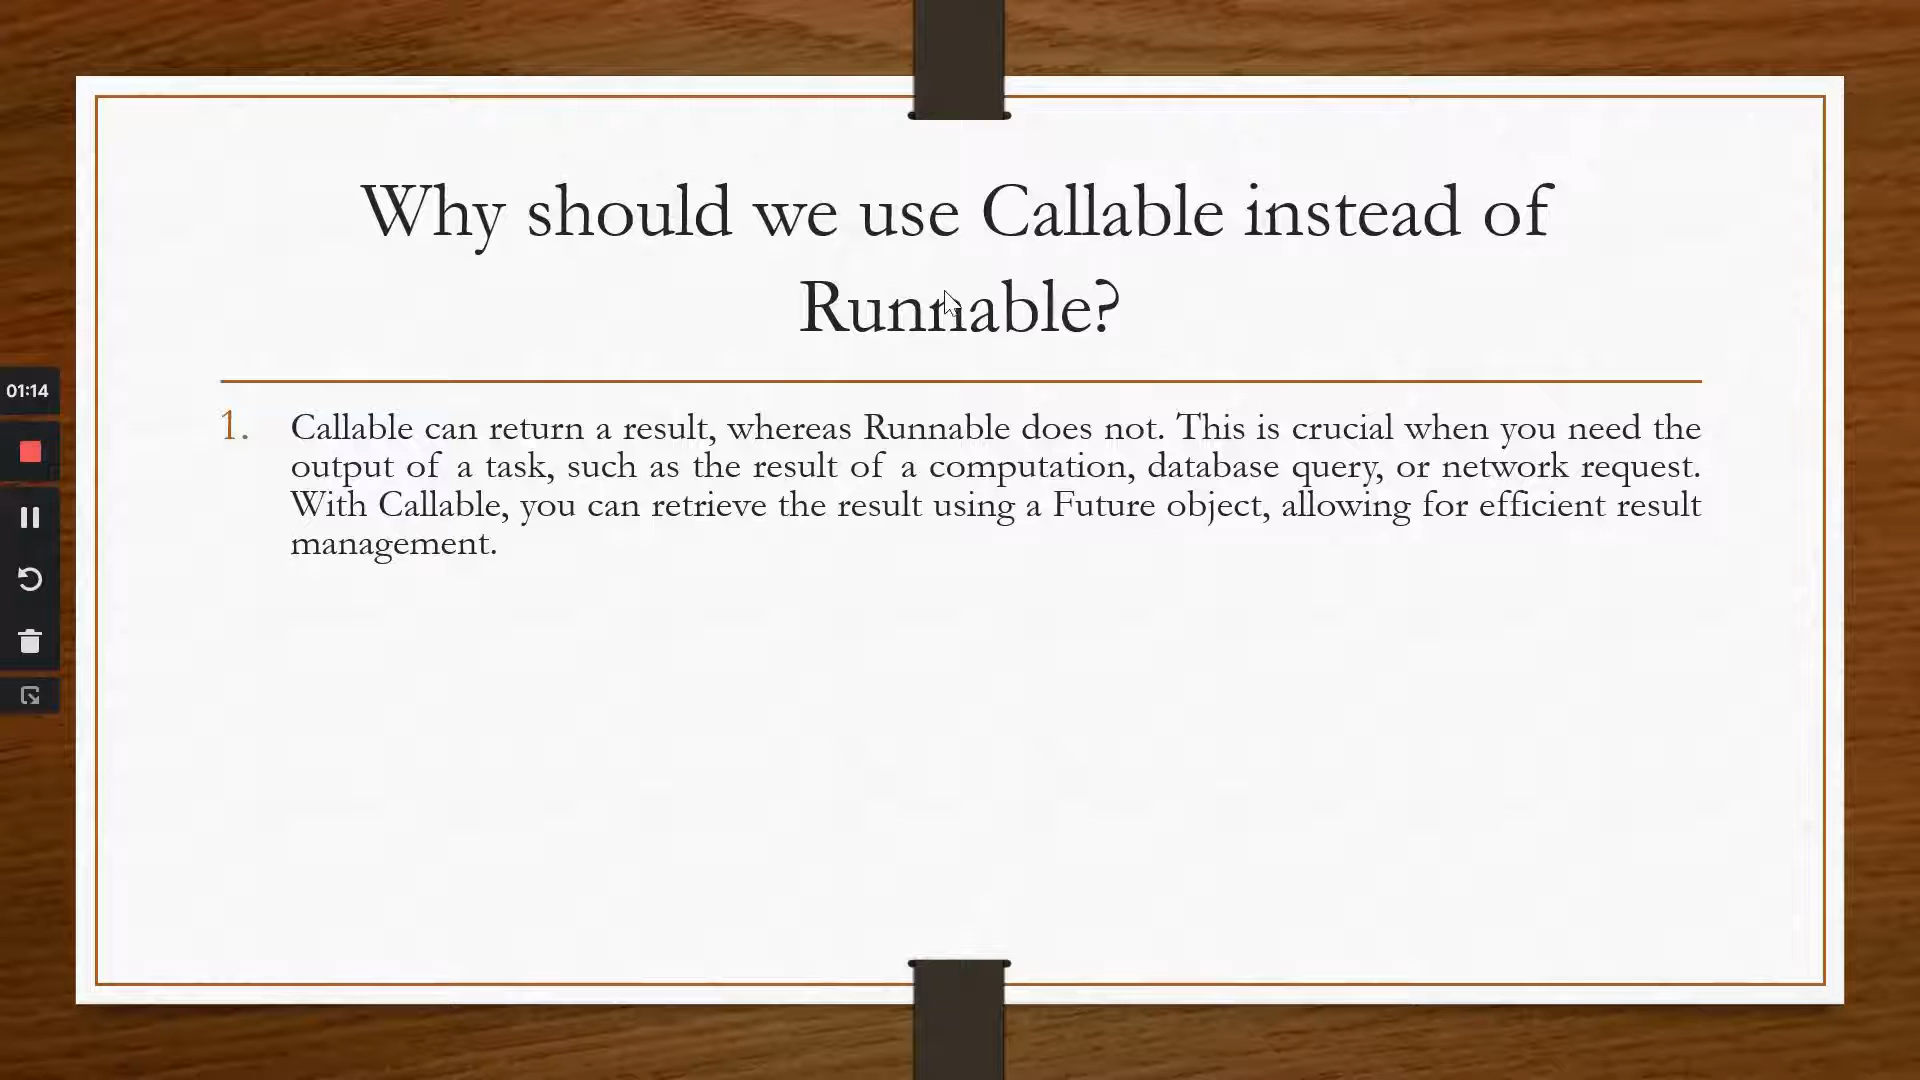 Why should we use Callable instead of
Runnable?
01:14
1. Callable can return a result, whereas Runnable does not. This is crucial when you need the
output of a task, such as the result of a computation, database query, or network request.
With Callable, you can retrieve the result using a Future object, allowing for efficient result
management.